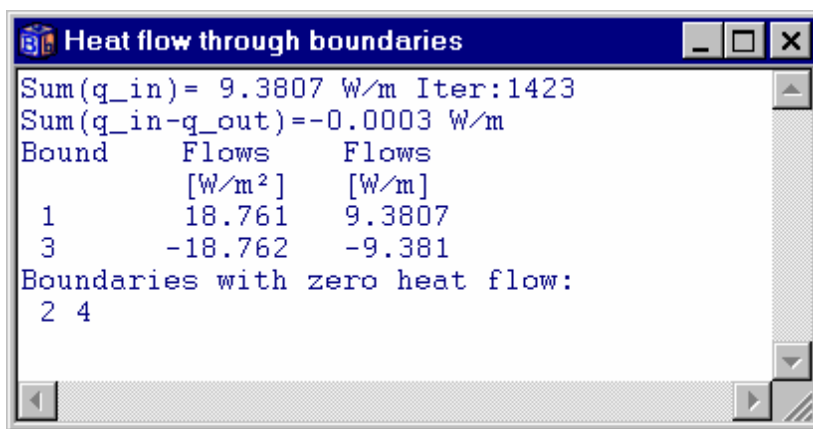 Heat flow through boundaries
Sum(q_in)= 9.3807 W/m Iter:1423
Sum(q_in-q_out)=-0.0003 W/m
Bound Flows Flows
[W/m²] [W/m]
1 18.761 9.3807
3 -18.762 -9.381
Boundaries with zero heat flow:
2 4